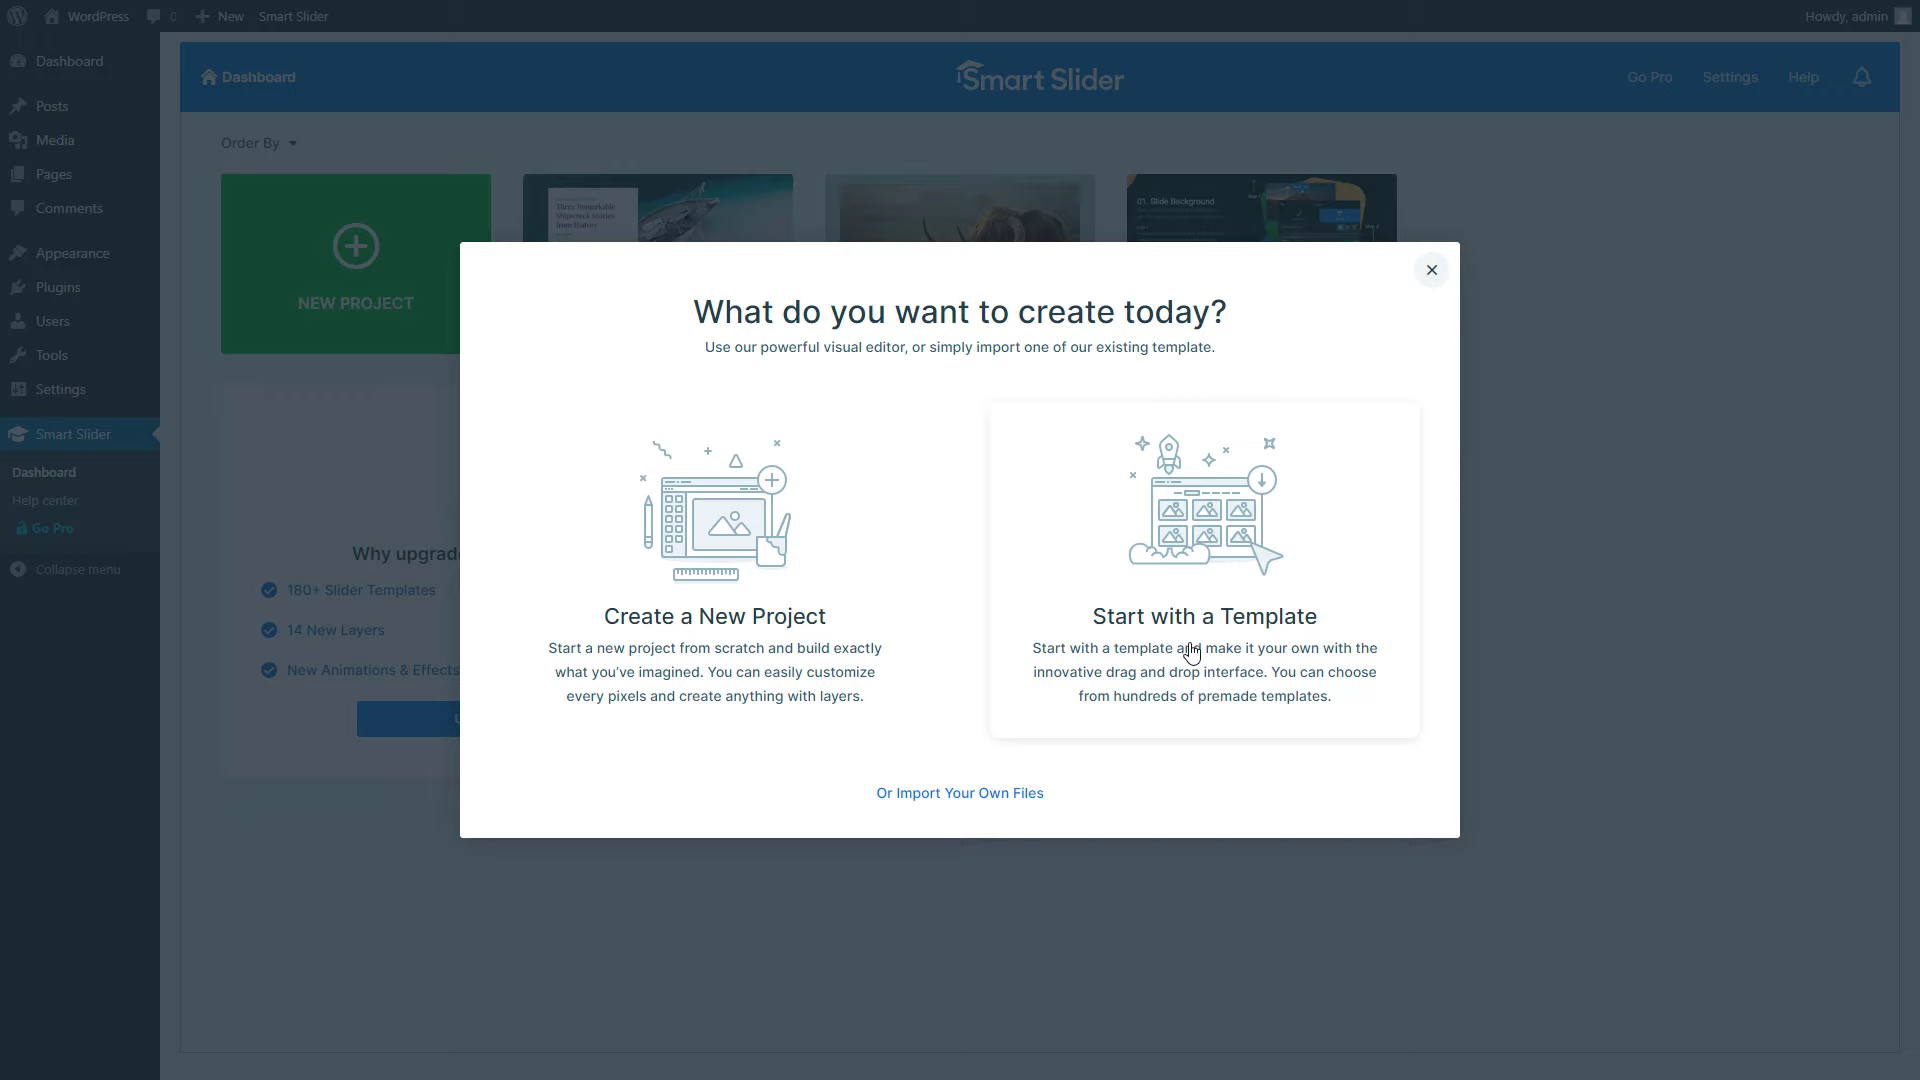 WordPress
0
New
Smart Slider
Howdy, admin
Dashboard
Posts
Media
Pages
Comments
Appearance
Plugins
Users
Tools
Settings
Smart Slider
Dashboard
Help center
Go Pro
Collapse menu
Dashboard
Smart Slider
Go Pro
Settings
Help
Order By
NEW PROJECT
Three Remarkable
Shipwreck Stories
from History
01. Slide Background
Why upgrad
180+ Slider Templates
14 New Layers
New Animations & Effects
What do you want to create today?
Use our powerful visual editor, or simply import one of our existing template.
Create a New Project
Start a new project from scratch and build exactly
what you've imagined. You can easily customize
every pixels and create anything with layers.
Start with a Template
Start with a template and make it your own with the
innovative drag and drop interface. You can choose
from hundreds of premade templates.
Or Import Your Own Files